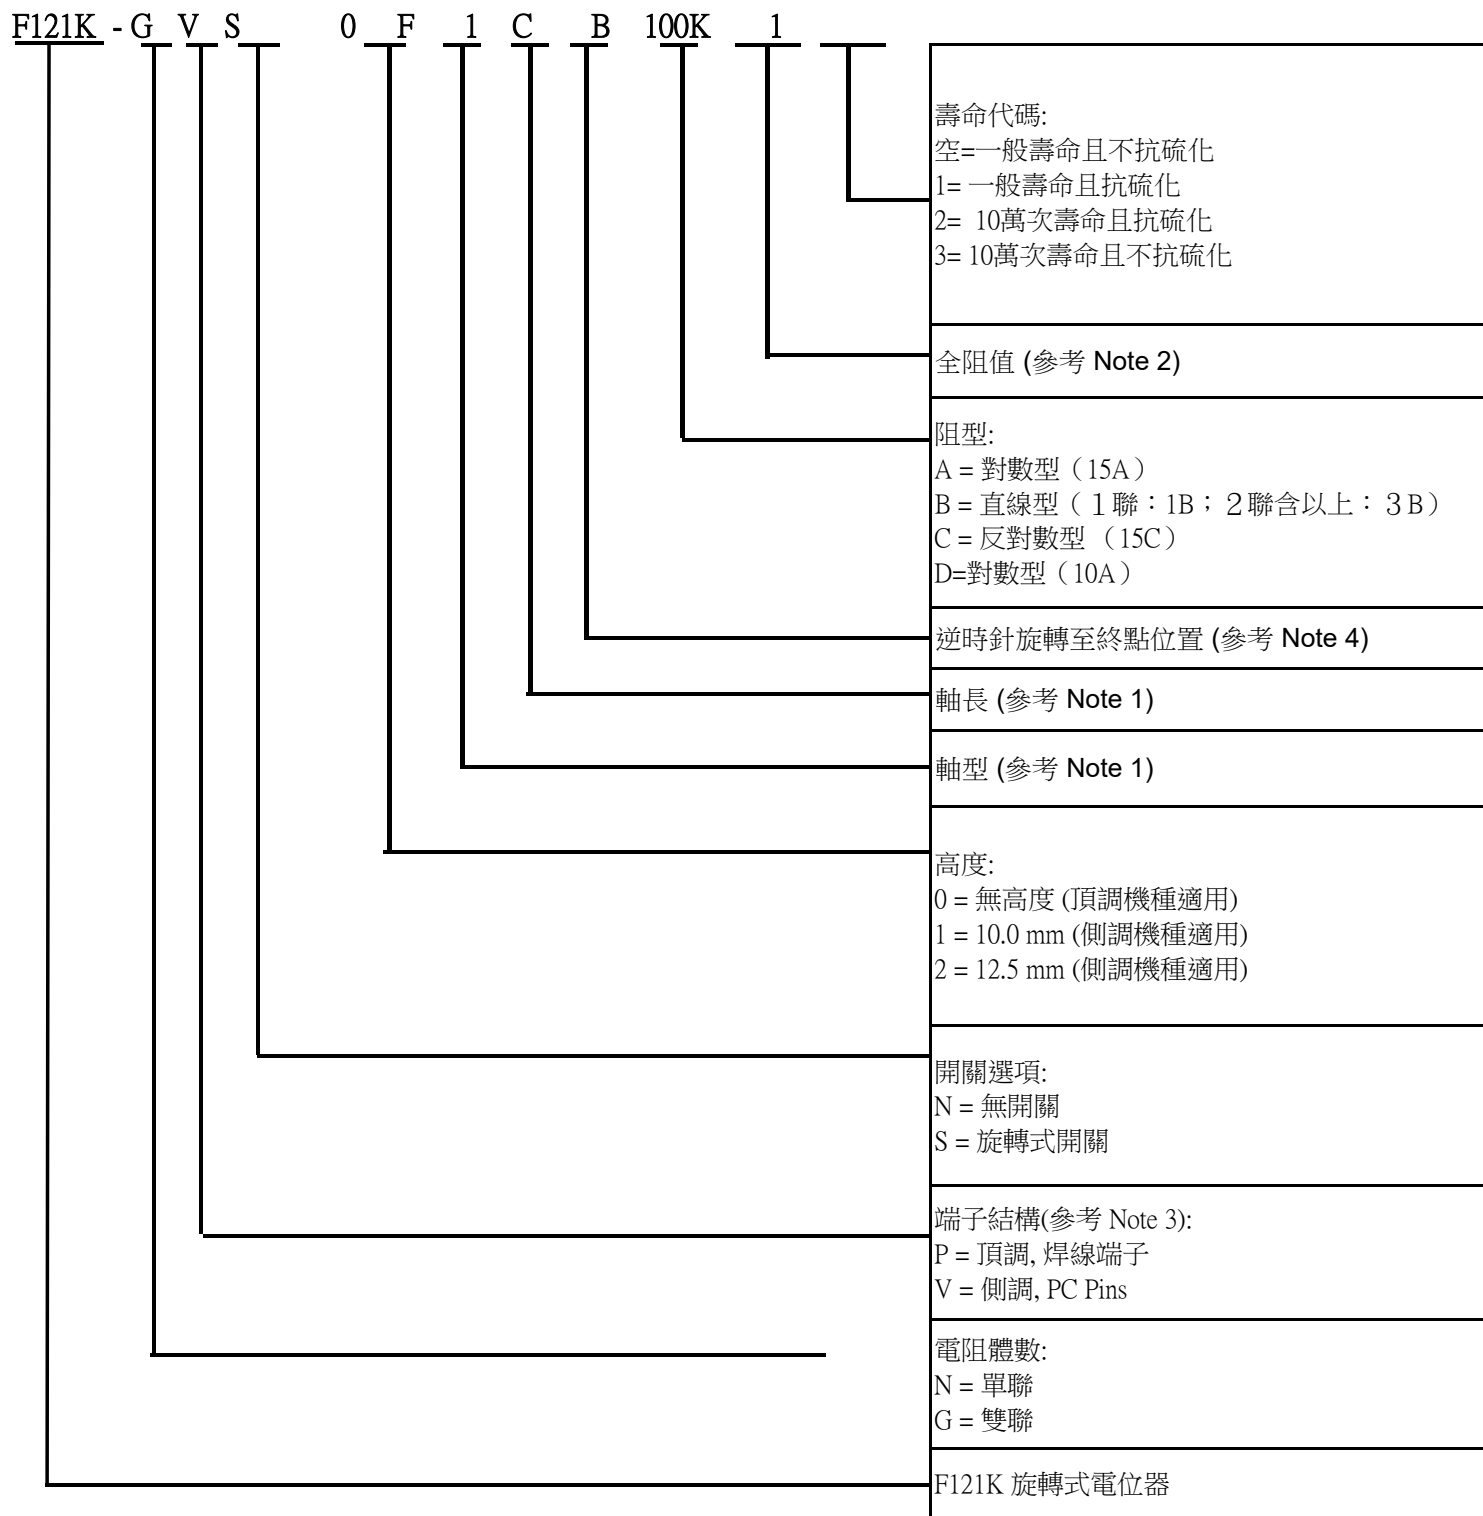 F121K - G V S 0 F 1 C B 100K 1
壽命代碼:
空=一般壽命且不抗硫化
1= 一般壽命且抗硫化
2= 10萬次壽命且抗硫化
3= 10萬次壽命且不抗硫化
全阻值 (參考 Note 2)
阻型:
A = 對數型（15A）
B = 直線型（１聯：1B；２聯含以上：３B）
C = 反對數型 （15C）
D=對數型（10A）
逆時針旋轉至終點位置 (參考 Note 4)
軸長 (參考 Note 1)
軸型 (參考 Note 1)
高度:
0 = 無高度 (頂調機種適用)
1 = 10.0 mm (側調機種適用)
2 = 12.5 mm (側調機種適用)
開關選項:
N = 無開關
S = 旋轉式開關
端子結構(參考 Note 3):
P = 頂調, 焊線端子
V = 側調, PC Pins
電阻體數:
N = 單聯
G = 雙聯
F121K 旋轉式電位器